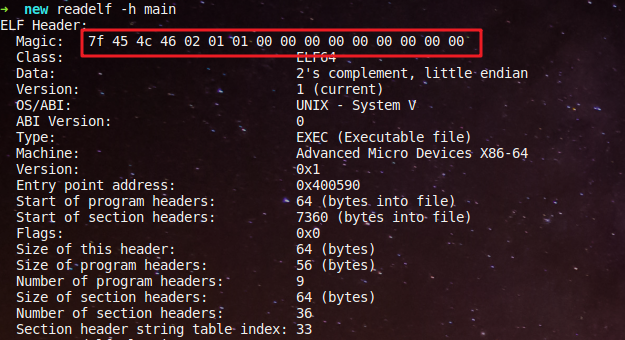 ➜ new readelf -h main
ELF Header:
Magic: 7f 45 4c 46 02 01 01 00 00 00 00 00 00 00 00 00
Class: ELF64
Data: 2's complement, little endian
Version: 1 (current)
OS/ABI: UNIX - System V
ABI Version: 0
Type: EXEC (Executable file)
Machine: Advanced Micro Devices X86-64
Version: 0x1
Entry point address: 0x400590
Start of program headers: 64 (bytes into file)
Start of section headers: 7360 (bytes into file)
Flags: 0x0
Size of this header: 64 (bytes)
Size of program headers: 56 (bytes)
Number of program headers: 9
Size of section headers: 64 (bytes)
Number of section headers: 36
Section header string table index: 33